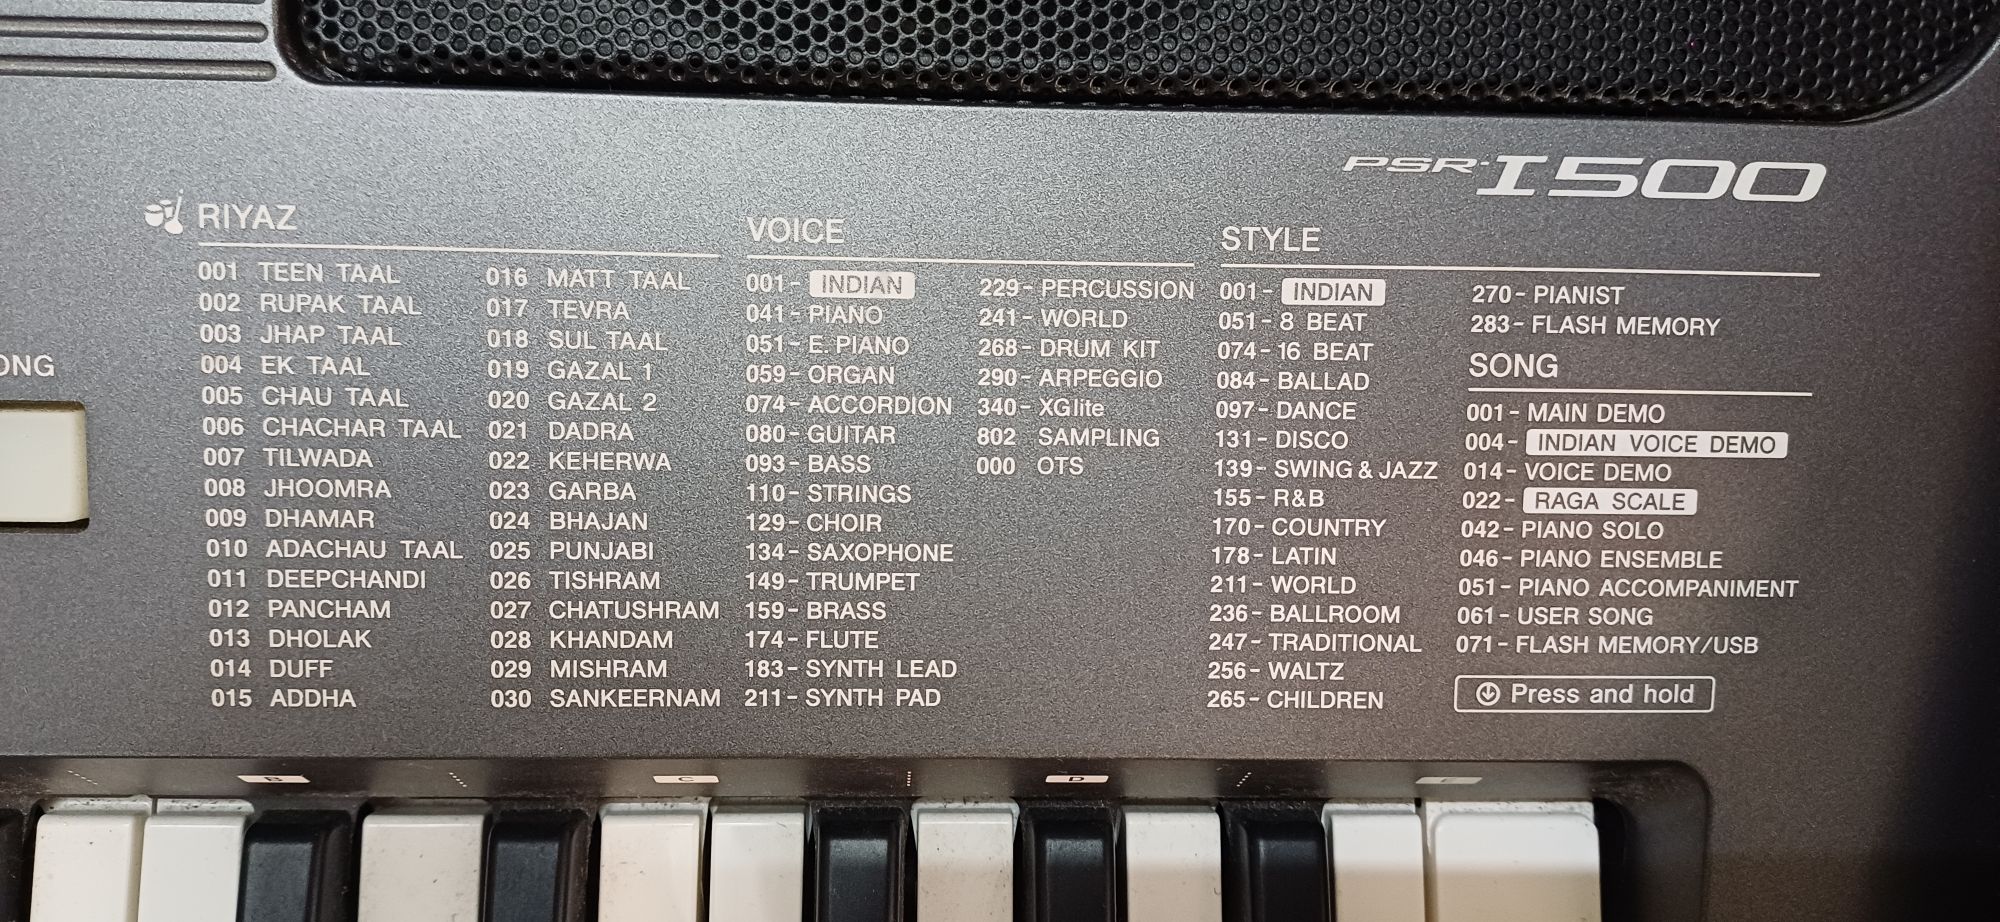 PSR-I500
RIYAZ
001 TEEN TAAL
002 RUPAK TAAL
003 JHAP TAAL
004 EK TAAL
005 CHAU TAAL
006 CHACHAR TAAL
007 TILWADA
008 JHOOMRA
009 DHAMAR
010 ADACHAU TAAL
011 DEEPCHANDI
012 PANCHAM
013 DHOLAK
014 DUFF
015 ADDHA
016 MATT TAAL
017 TEVRA
018 SUL TAAL
019 GAZAL 1
020 GAZAL 2
021 DADRA
022 KEHERWA
023 GARBA
024 BHAJAN
025 PUNJABI
026 TISHRAM
027 CHATUSHRAM
028 KHANDAM
029 MISHRAM
030 SANKEERNAM
VOICE
001- INDIAN
041- PIANO
051- E. PIANO
059- ORGAN
074- ACCORDION
080- GUITAR
093- BASS
110- STRINGS
129- CHOIR
134- SAXOPHONE
149- TRUMPET
159- BRASS
174- FLUTE
183- SYNTH LEAD
211- SYNTH PAD
229- PERCUSSION
241- WORLD
268- DRUM KIT
290- ARPEGGIO
340- XGlite
802 SAMPLING
000 OTS
STYLE
001- INDIAN
051- 8 BEAT
074- 16 BEAT
084- BALLAD
097- DANCE
131- DISCO
139- SWING & JAZZ
155- R&B
170- COUNTRY
178- LATIN
211- WORLD
236- BALLROOM
247- TRADITIONAL
256- WALTZ
265- CHILDREN
270- PIANIST
283- FLASH MEMORY
SONG
001- MAIN DEMO
004- INDIAN VOICE DEMO
014- VOICE DEMO
022- RAGA SCALE
042- PIANO SOLO
046- PIANO ENSEMBLE
051- PIANO ACCOMPANIMENT
061- USER SONG
071- FLASH MEMORY/USB
Press and hold
B
C
D